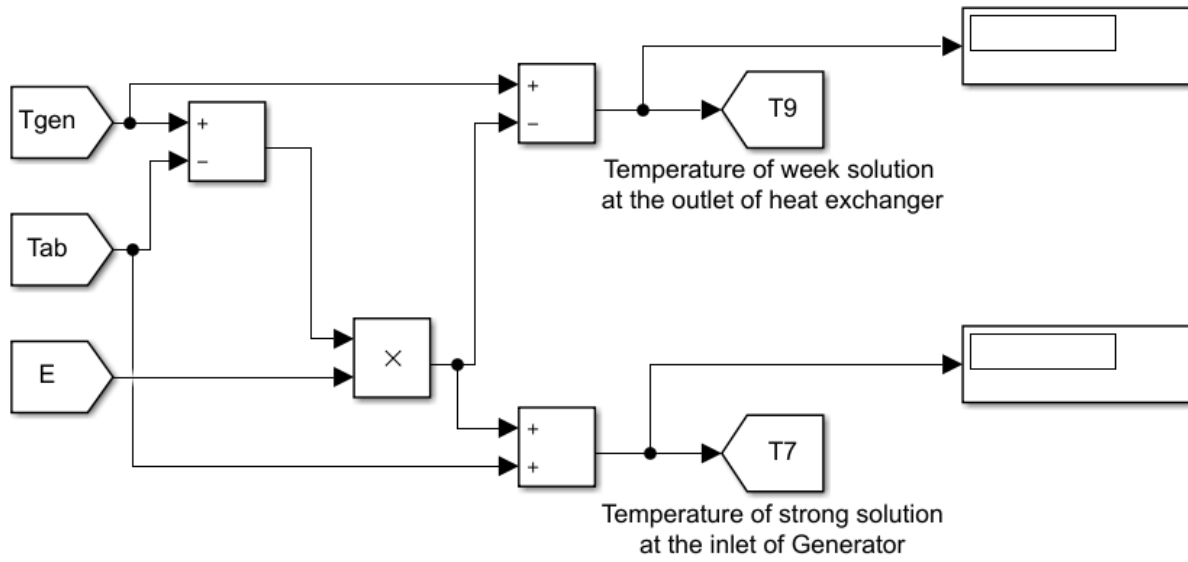 Tgen
+
−
+
−
T9
Temperature of week solution
at the outlet of heat exchanger
Tab
E
×
+
+
T7
Temperature of strong solution
at the inlet of Generator